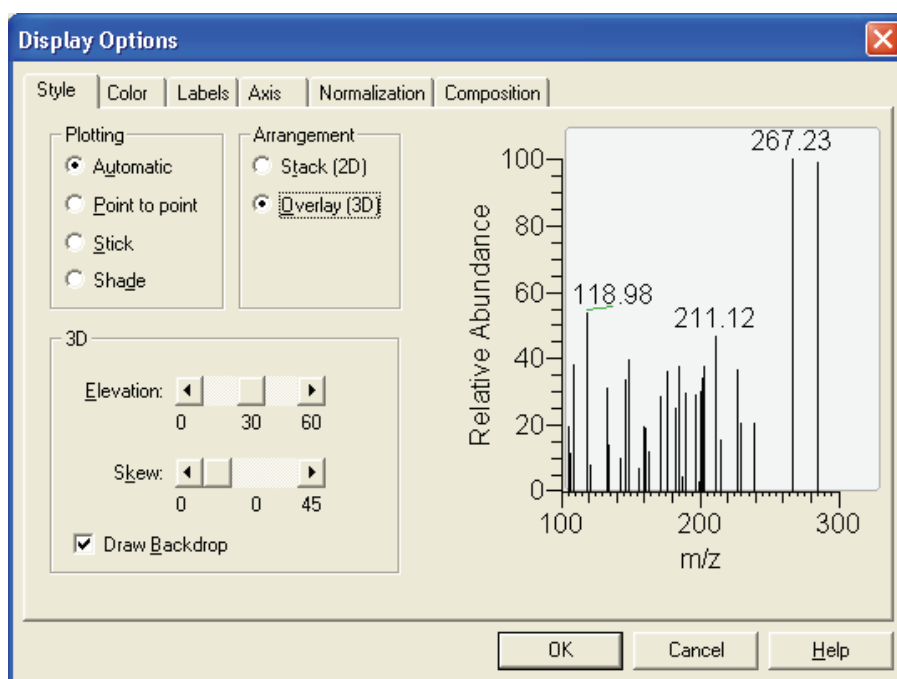 Display Options
Style Color Labels Axis Normalization Composition
Plotting
Automatic
Point to point
Stick
Shade
Arrangement
Stack (2D)
Overlay (3D)
3D
Elevation:
0 30 60
Skew:
0 0 45
Draw Backdrop
267.23
118.98
211.12
Relative Abundance
100
80
60
40
20
0
100 200 300
m/z
OK Cancel Help